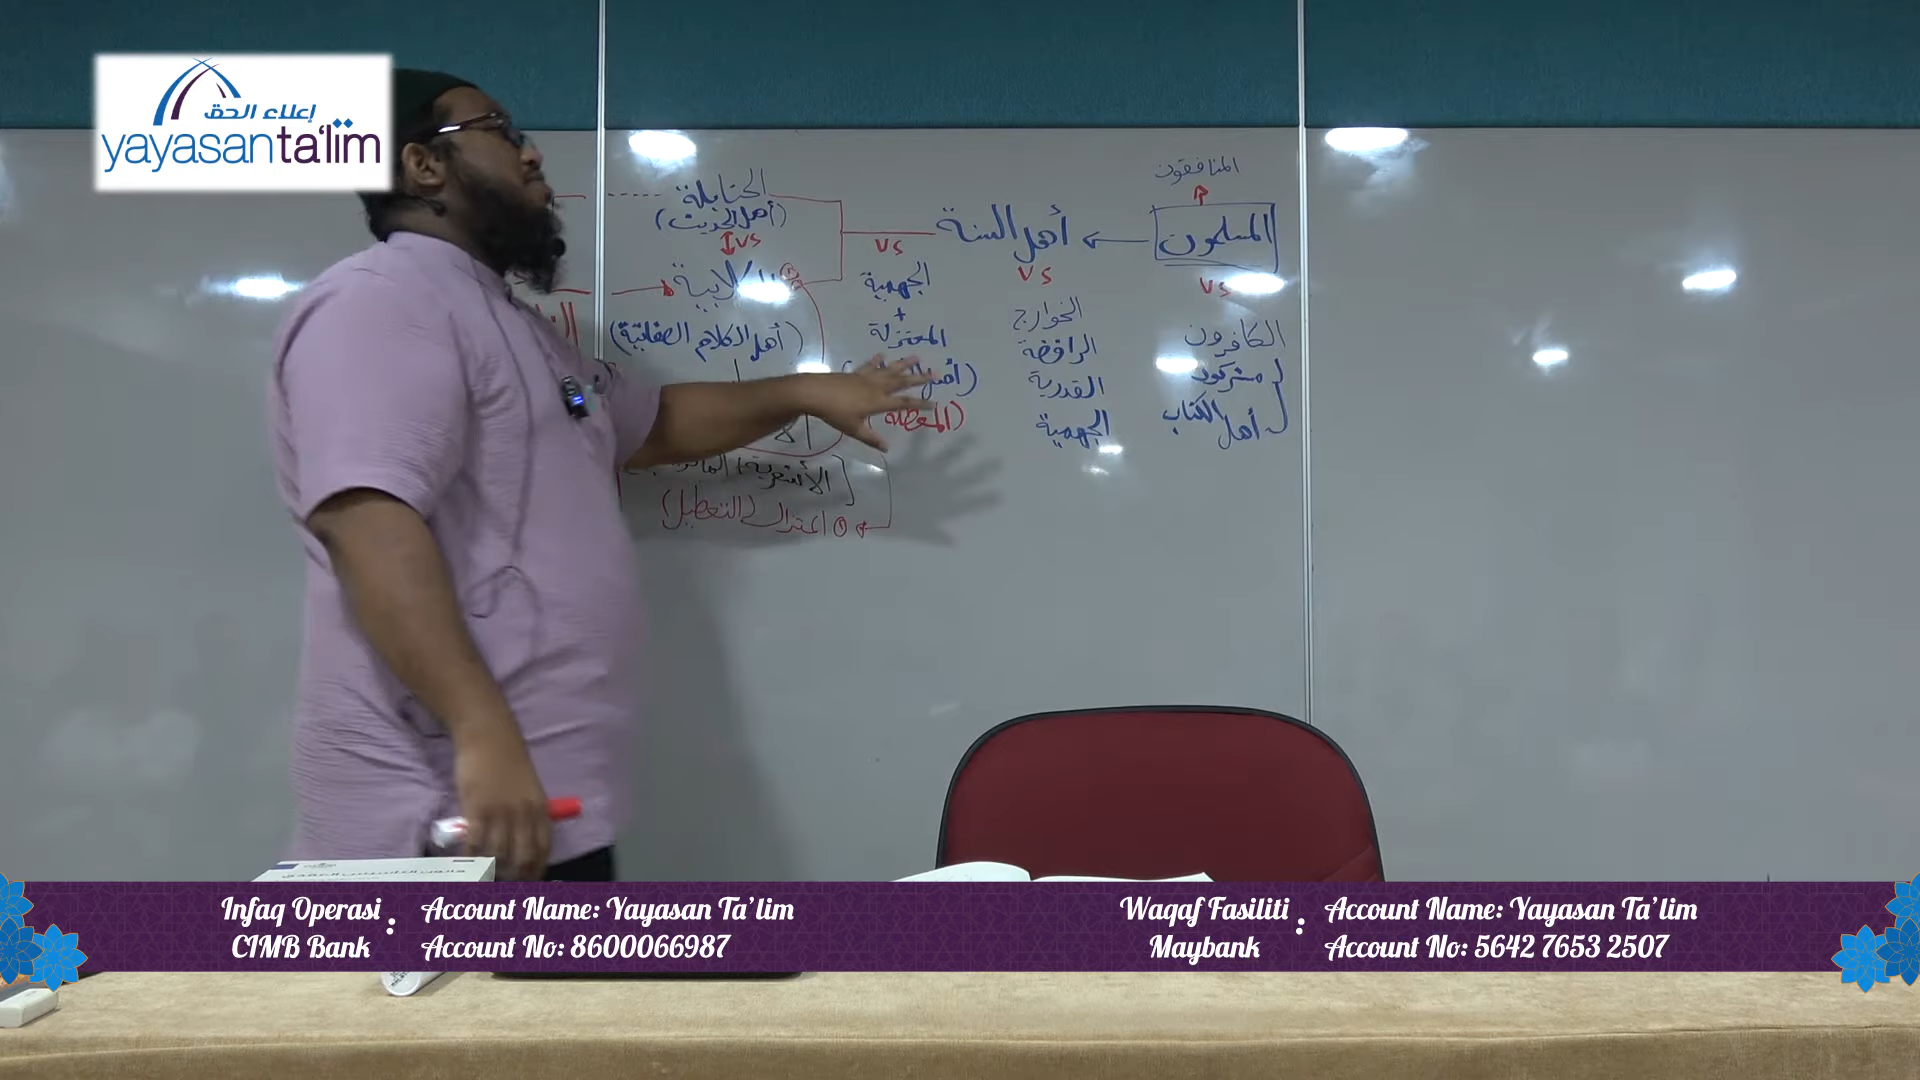 إعلاء الحق
yayasanta'lim
المنافقون
المسلمون
vs
الكافرون
مشركون
أهل الكتاب
أهل السنة
vs
الخوارج
الرافضة
القدرية
الجهمية
vs
الجهمية
+
المعتزلة
(المعطلة)
الحنابلة
(أهل الحديث)
vs
الكلابية
(أهل الكلام الصفاتية)
الأشعرية
① اعتزال (التعطيل)
Infaq Operasi : Account Name: Yayasan Ta'lim
CIMB Bank Account No: 8600066987
Waqaf Fasiliti : Account Name: Yayasan Ta'lim
Maybank Account No: 5642 7653 2507